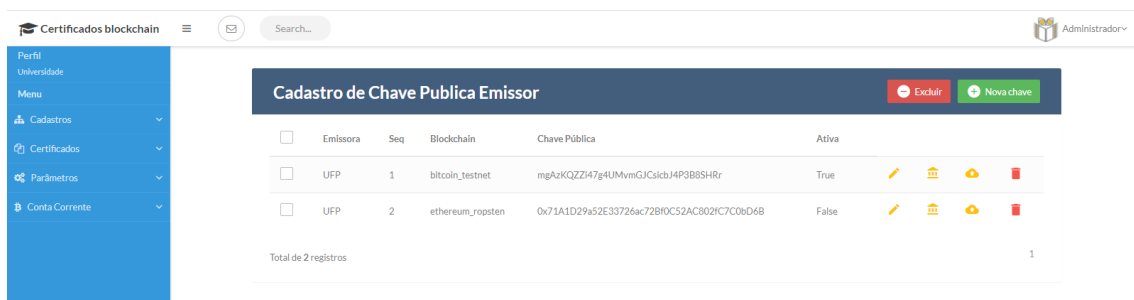 Certificados blockchain
Search...
Administrador
Perfil
Universidade
Menu
Cadastros
Certificados
Parâmetros
Conta Corrente
Cadastro de Chave Publica Emissor
Excluir
Nova chave
Emissora Seq Blockchain Chave Pública Ativa
UFP 1 bitcoin_testnet mgAzKQZZI47g4UMvmGJCsicbJ4P3B8SHRr True
UFP 2 ethereum_ropsten 0x71A1D29a52E33726ac72Bf0C52AC802fC7C0bD6B False
Total de 2 registros
1